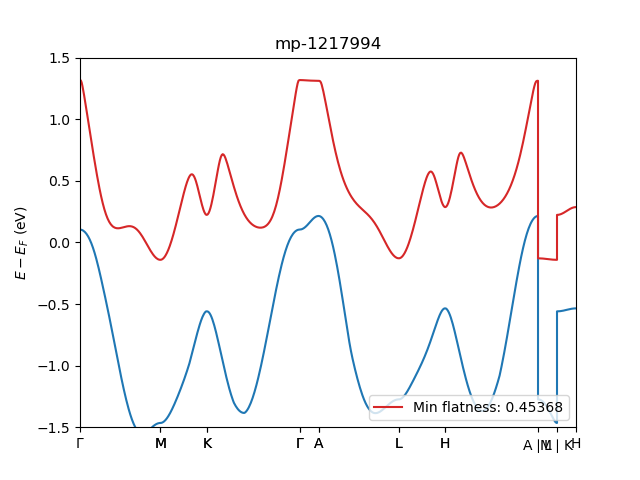 mp-1217994
E − E_F (eV)
1.5
1.0
0.5
0.0
−0.5
−1.0
−1.5
Min flatness: 0.45368
Γ M K Γ A L H A | L M | K H